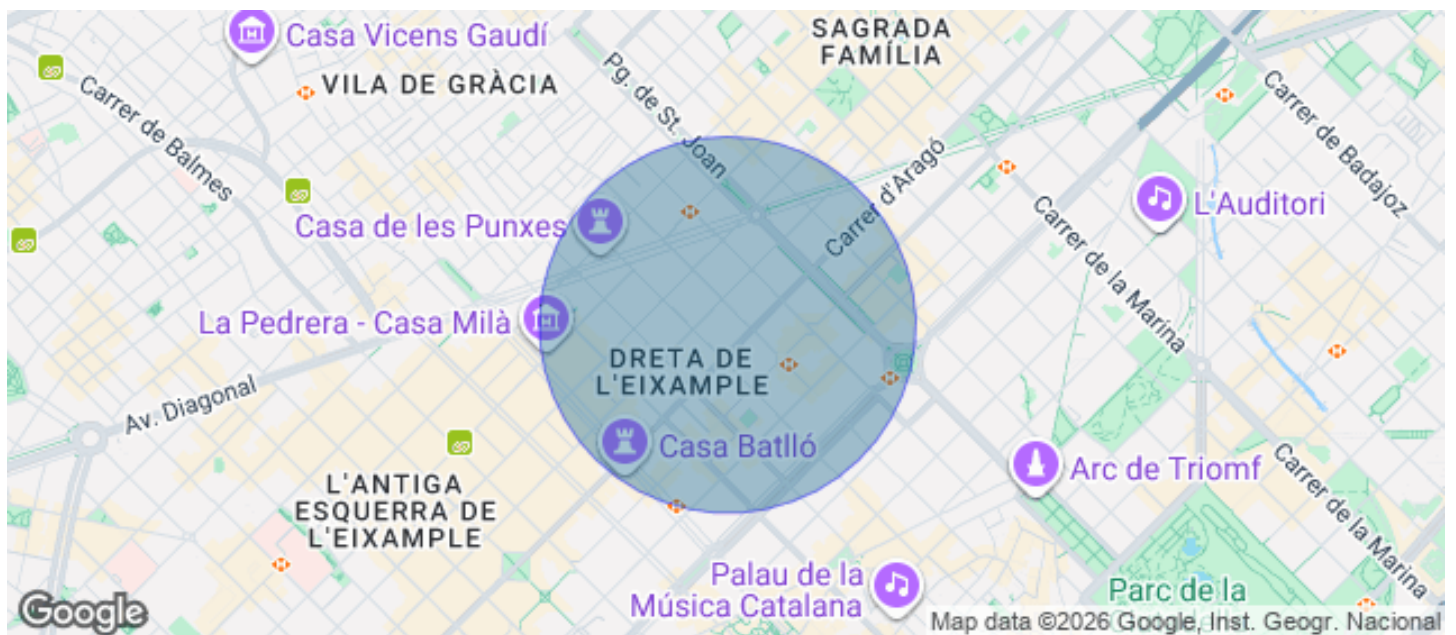 SAGRADA
FAMÍLIA
Casa Vicens Gaudí
VILA DE GRÀCIA
Pg. de St. Joan
Carrer de Balmes
Carrer de Badajoz
Carrer d'Aragó
L'Auditori
Casa de les Punxes
Carrer de la Marina
La Pedrera - Casa Milà
DRETA DE
L'EIXAMPLE
Av. Diagonal
Casa Batlló
Arc de Triomf
L'ANTIGA
ESQUERRA DE
L'EIXAMPLE
Carrer de la Marina
Palau de la
Música Catalana
Parc de la
Google
Map data ©2026 Google, Inst. Geogr. Nacional